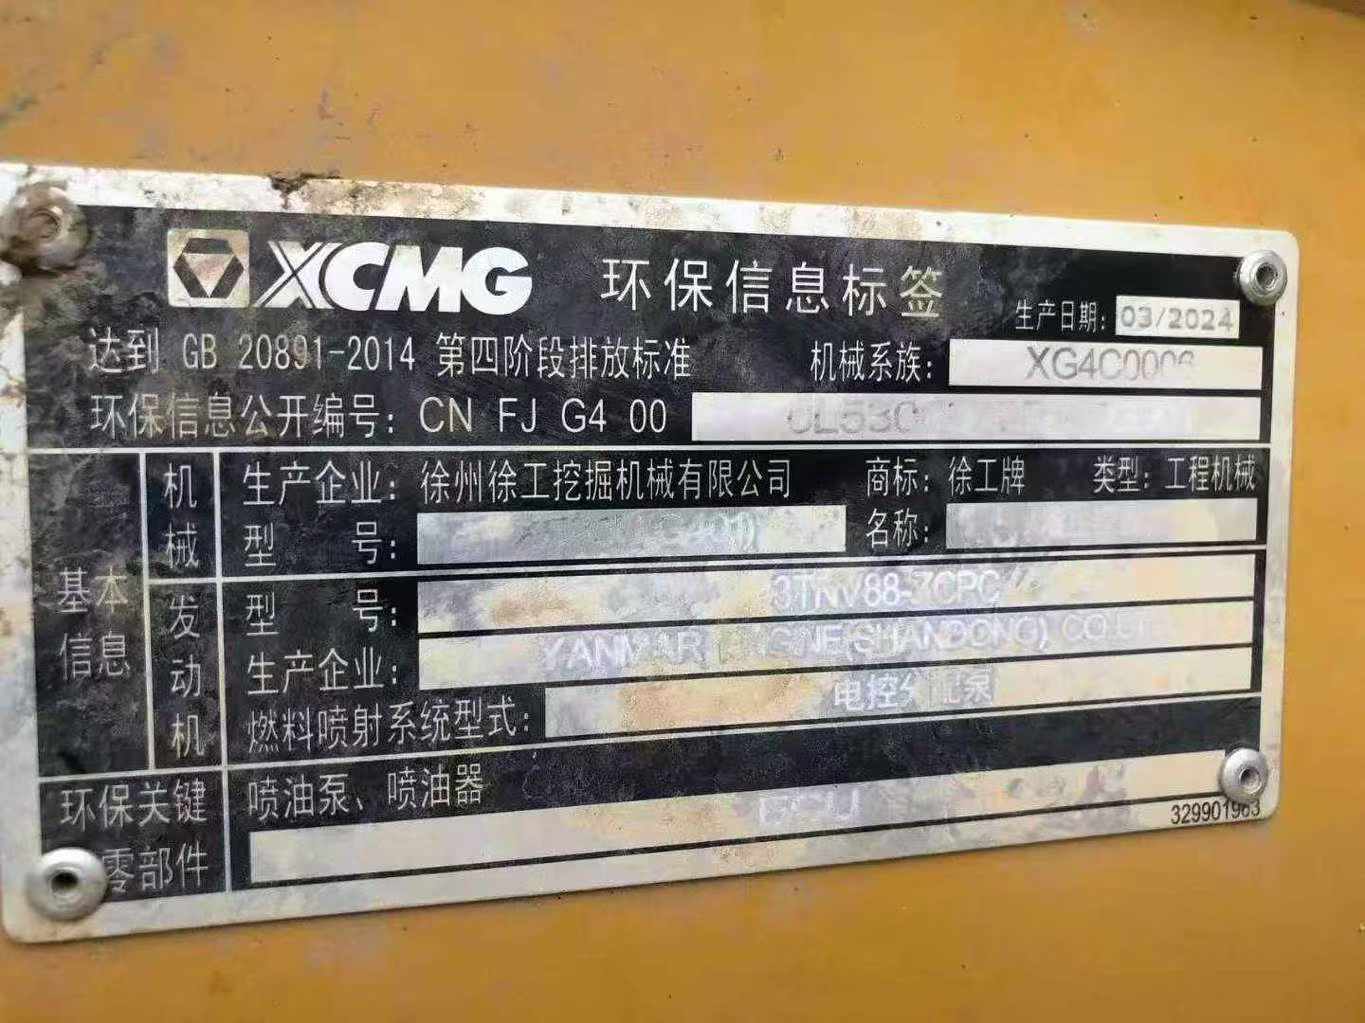 XCMG 环保信息标签
生产日期: 03/2024
达到 GB 20891-2014 第四阶段排放标准
机械系族: XG4C0006
环保信息公开编号: CN FJ G4 00
基本信息
机械
生产企业: 徐州徐工挖掘机械有限公司 商标: 徐工牌 类型: 工程机械
型号: 名称:
发动机
型号: 3TNV88-ZCPC
生产企业: YANMAR ENGINE(SHANDONG) CO.
燃料喷射系统型式: 电控分配泵
环保关键零部件
喷油泵、喷油器
ECU
329901963